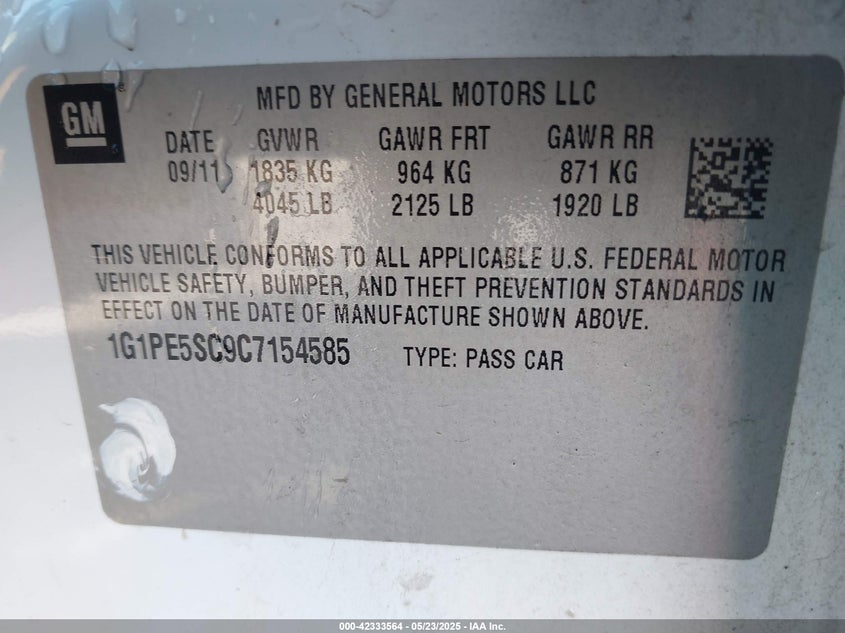 GM
MFD BY GENERAL MOTORS LLC
DATE GVWR GAWR FRT GAWR RR
09/11 1835 KG 964 KG 871 KG
4045 LB 2125 LB 1920 LB
THIS VEHICLE CONFORMS TO ALL APPLICABLE U.S. FEDERAL MOTOR
VEHICLE SAFETY, BUMPER, AND THEFT PREVENTION STANDARDS IN
EFFECT ON THE DATE OF MANUFACTURE SHOWN ABOVE.
1G1PE5SC9C7154585 TYPE: PASS CAR
000-42333564 - 05/23/2025 - IAA Inc.